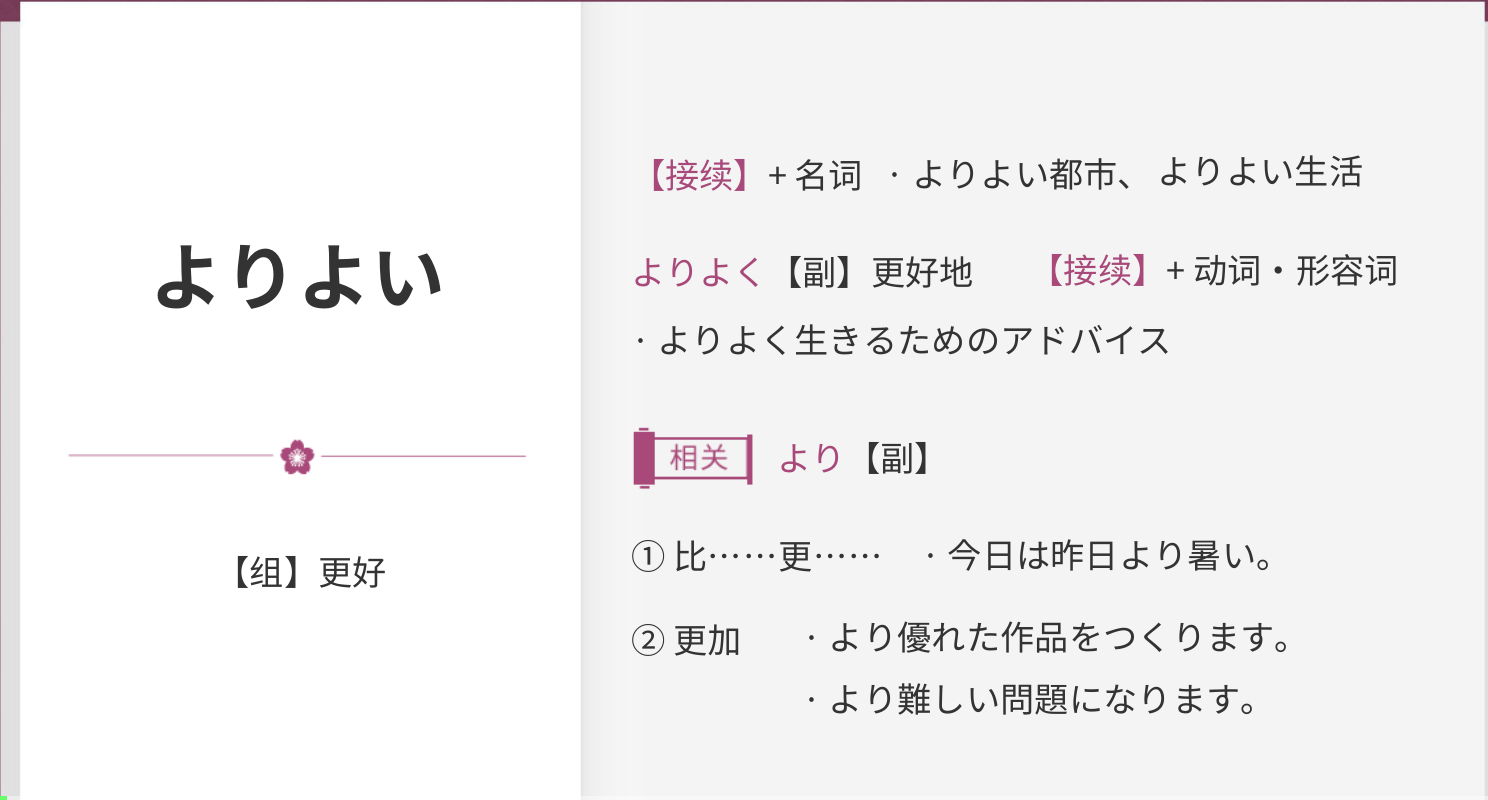 よりよい
【组】更好
【接续】+ 名词 ・よりよい都市、よりよい生活
よりよく【副】更好地 【接续】+ 动词・形容词
・よりよく生きるためのアドバイス
相关 より【副】
① 比……更…… ・今日は昨日より暑い。
② 更加 ・より優れた作品をつくります。
・より難しい問題になります。